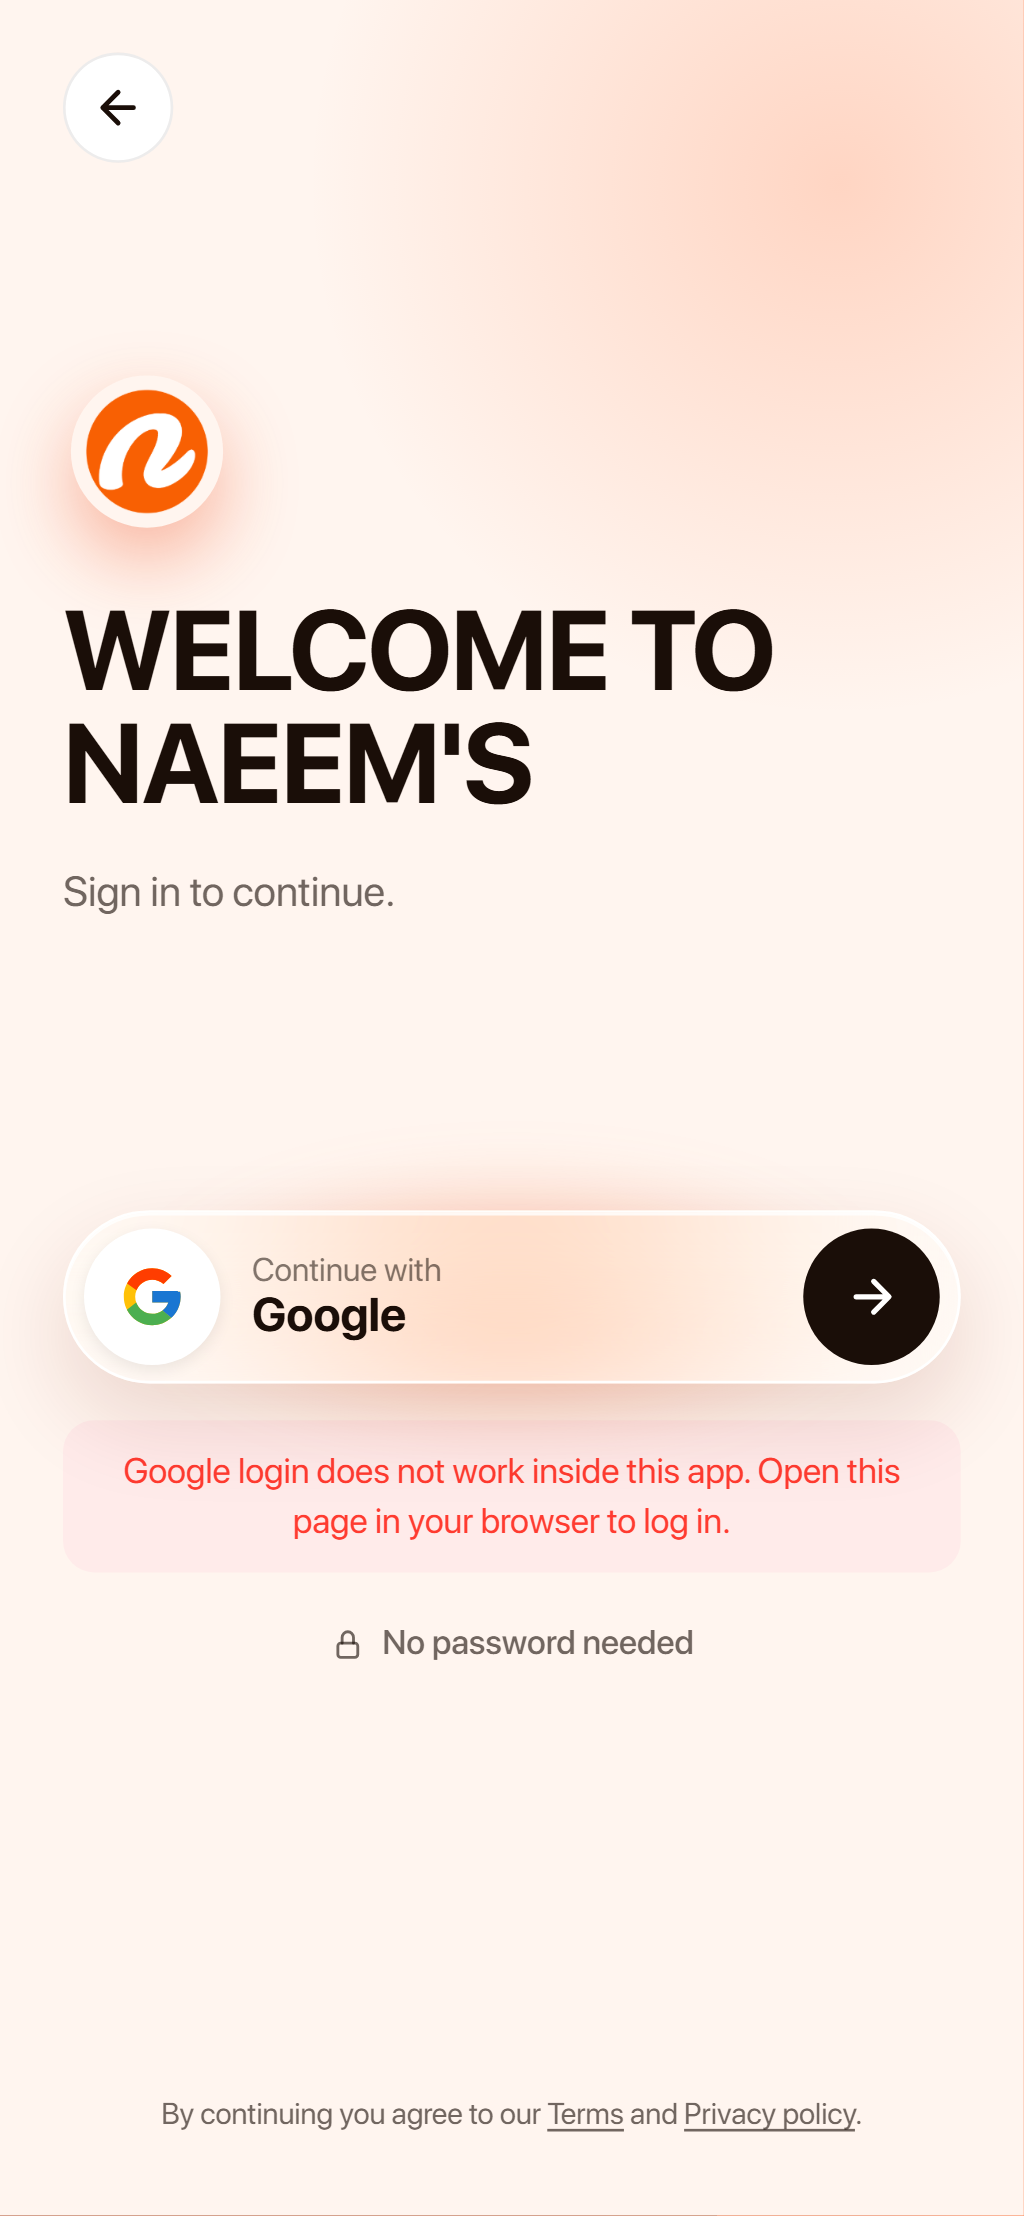 WELCOME TO
NAEEM'S
Sign in to continue.
Continue with
Google
Google login does not work inside this app. Open this
page in your browser to log in.
No password needed
By continuing you agree to our Terms and Privacy policy.